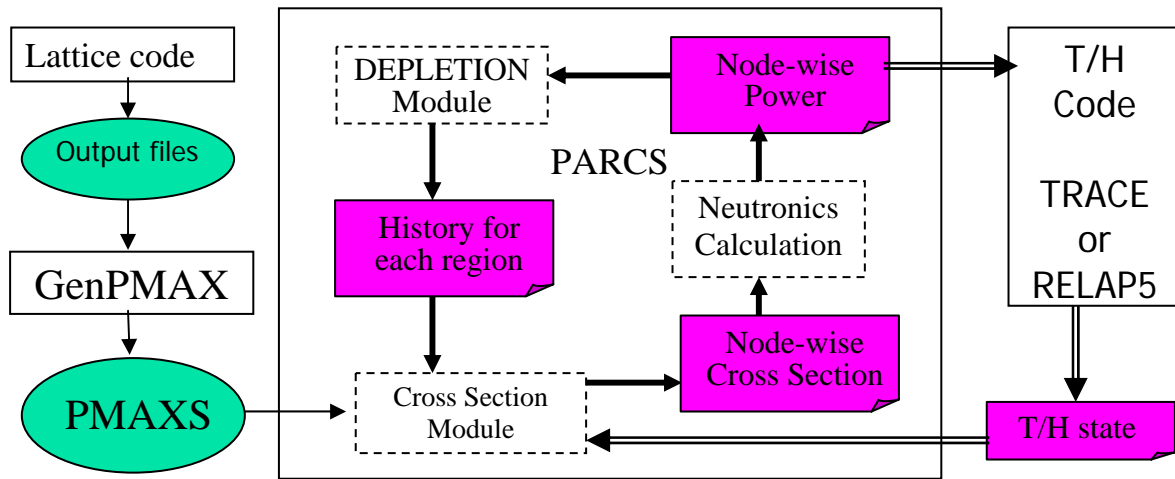 Lattice code
Output files
GenPMAX
PMAXS
DEPLETION
Module
Node-wise
Power
PARCS
History for
each region
Neutronics
Calculation
Cross Section
Module
Node-wise
Cross Section
T/H
Code
TRACE
or
RELAP5
T/H state